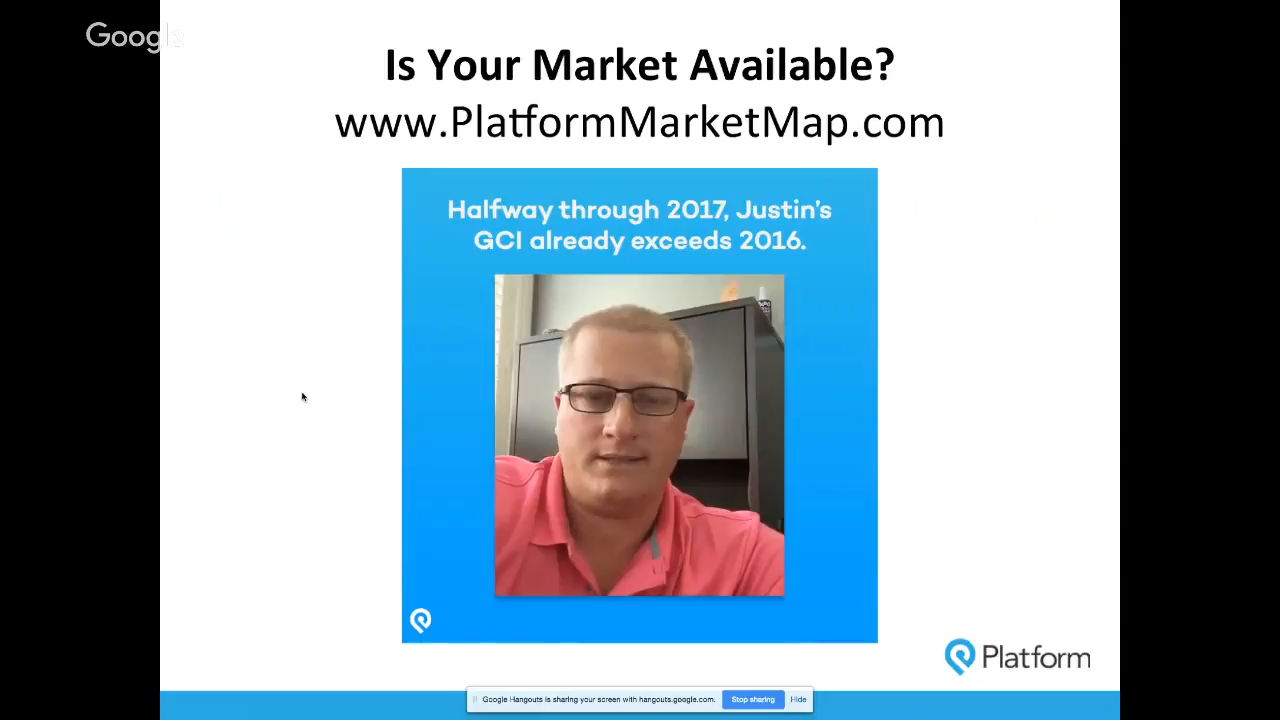 Google
Is Your Market Available?
www.PlatformMarketMap.com
Halfway through 2017, Justin's
GCI already exceeds 2016.
Platform
Google Hangouts is sharing your screen with hangouts.google.com.
Stop sharing
Hide